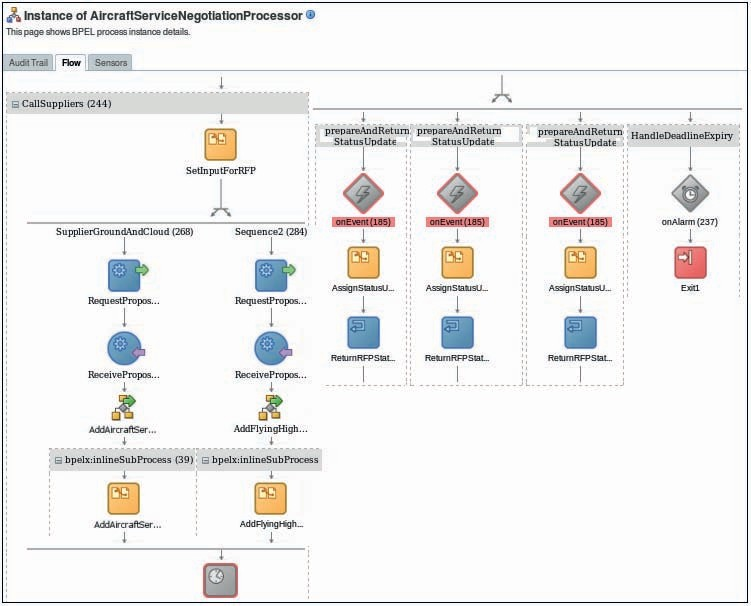 Instance of AircraftServiceNegotiationProcessor
This page shows BPEL process instance details.
Audit Trail
Flow
Sensors
CallSuppliers (244)
SetInputForRFP
SupplierGroundAndCloud (268)
Sequence2 (284)
RequestPropos...
RequestPropos...
ReceivePropos...
ReceivePropos...
AddAircraftSer...
AddFlyingHigh...
bpelx:inlineSubProcess (39)
bpelx:inlineSubProcess
AddAircraftSer...
AddFlyingHigh...
prepareAndReturn
StatusUpdate
onEvent (185)
AssignStatusU...
ReturnRFPStat...
prepareAndReturn
StatusUpdate
onEvent (185)
AssignStatusU...
ReturnRFPStat...
prepareAndReturn
StatusUpdate
onEvent (185)
AssignStatusU...
ReturnRFPStat...
HandleDeadlineExpiry
onAlarm (237)
Exit1